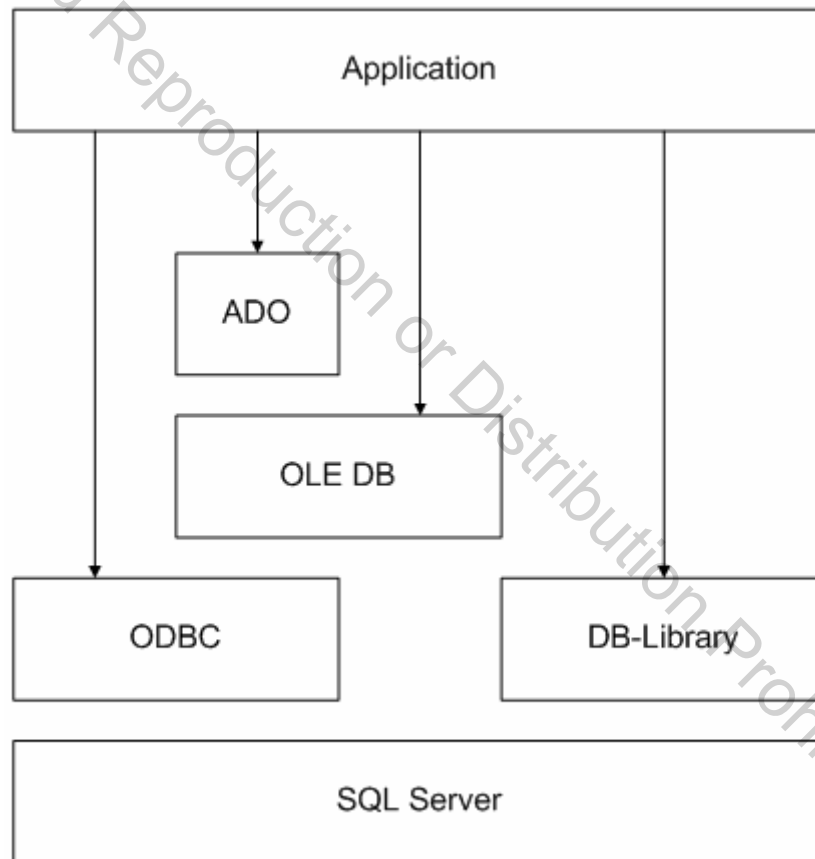 Application
ADO
OLE DB
ODBC
DB-Library
SQL Server
Reproduction or Distribution